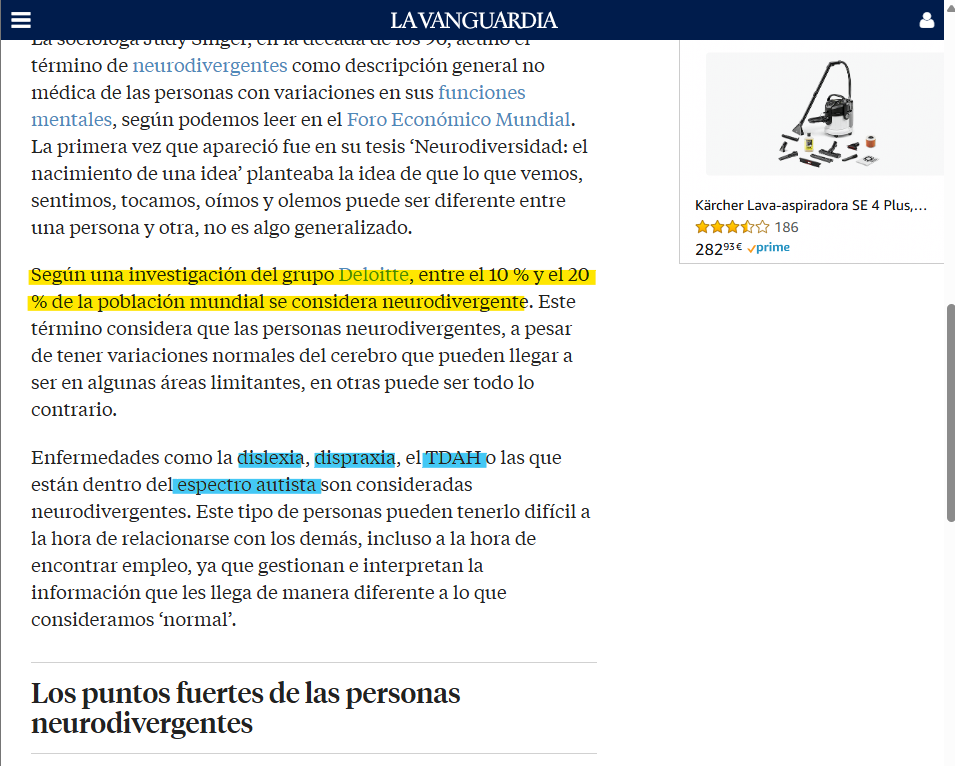 LA VANGUARDIA
La socióloga Judy Singer, en la década de los 90, acuñó el
término de neurodivergentes como descripción general no
médica de las personas con variaciones en sus funciones
mentales, según podemos leer en el Foro Económico Mundial.
La primera vez que apareció fue en su tesis ‘Neurodiversidad: el
nacimiento de una idea’ planteaba la idea de que lo que vemos,
sentimos, tocamos, oímos y olemos puede ser diferente entre
una persona y otra, no es algo generalizado.
Según una investigación del grupo Deloitte, entre el 10 % y el 20
% de la población mundial se considera neurodivergente. Este
término considera que las personas neurodivergentes, a pesar
de tener variaciones normales del cerebro que pueden llegar a
ser en algunas áreas limitantes, en otras puede ser todo lo
contrario.
Enfermedades como la dislexia, dispraxia, el TDAH o las que
están dentro del espectro autista son consideradas
neurodivergentes. Este tipo de personas pueden tenerlo difícil a
la hora de relacionarse con los demás, incluso a la hora de
encontrar empleo, ya que gestionan e interpretan la
información que les llega de manera diferente a lo que
consideramos ‘normal’.
Los puntos fuertes de las personas
neurodivergentes
Kärcher Lava-aspiradora SE 4 Plus,...
186
282,93 € prime